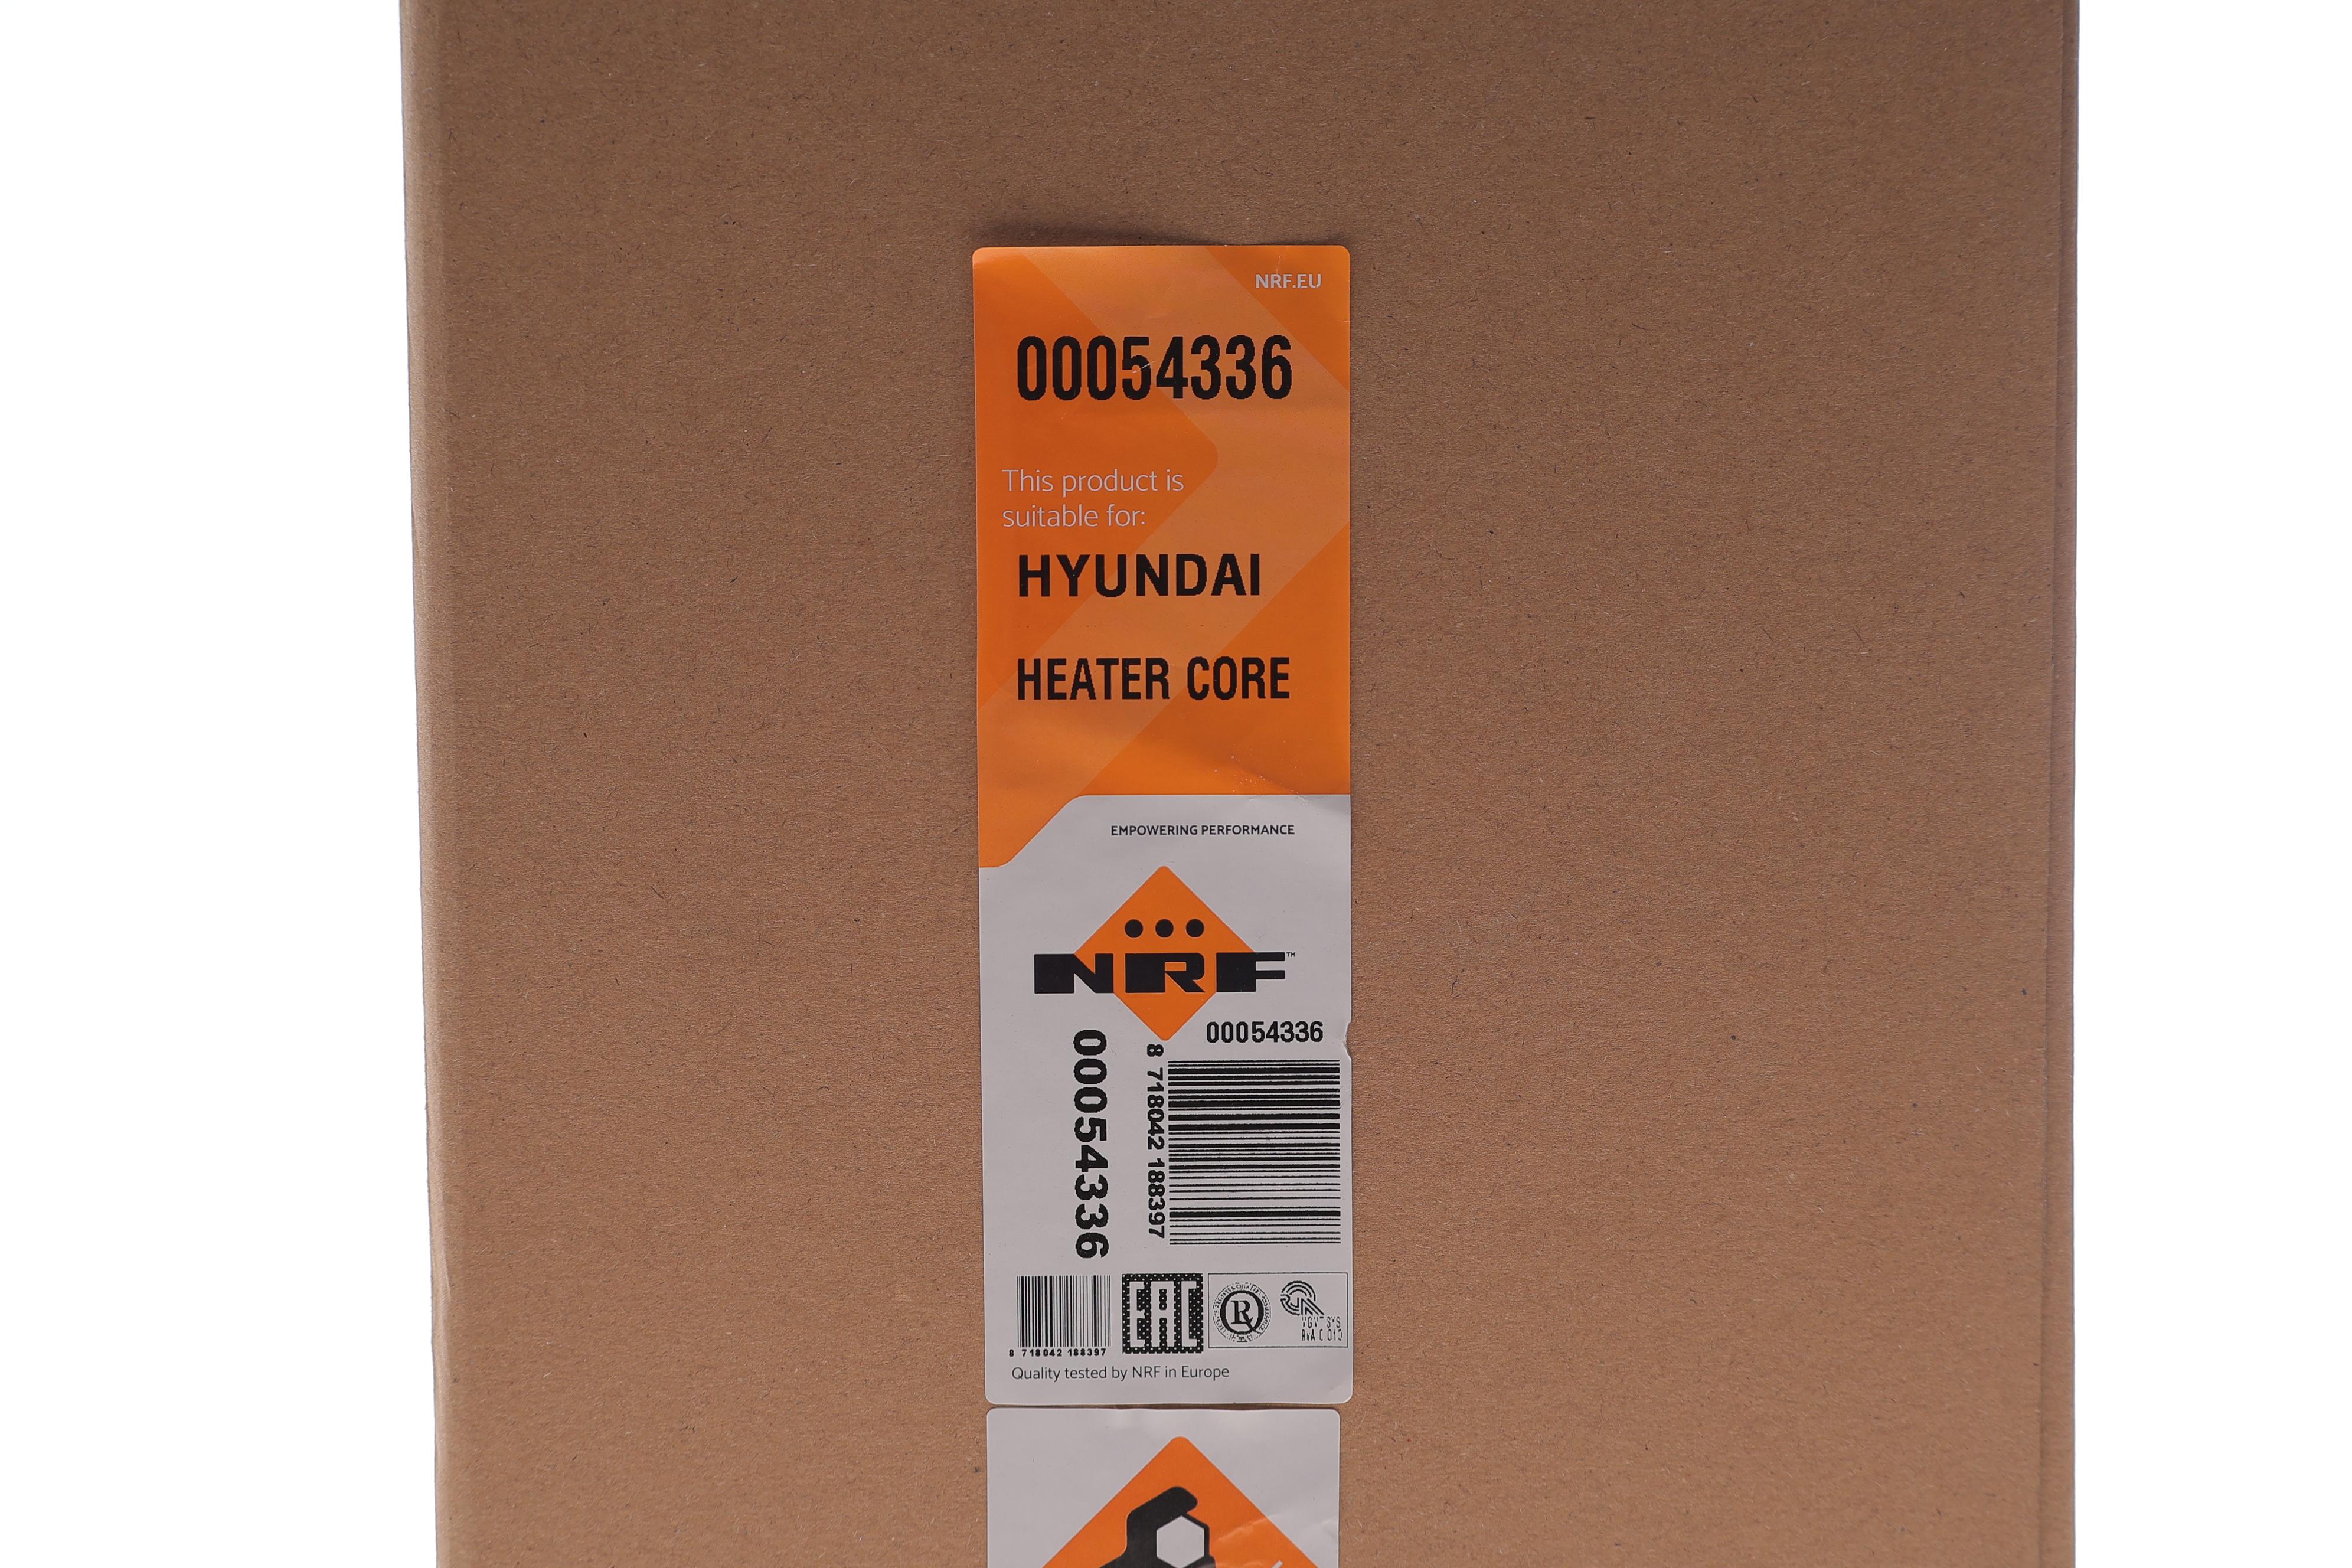 NRF.EU
00054336
This product is
suitable for:
HYUNDAI
HEATER CORE
EMPOWERING PERFORMANCE
NRF™
00054336
00054336
8 718042 188397
8 718042 188397
EAC
Quality tested by NRF in Europe